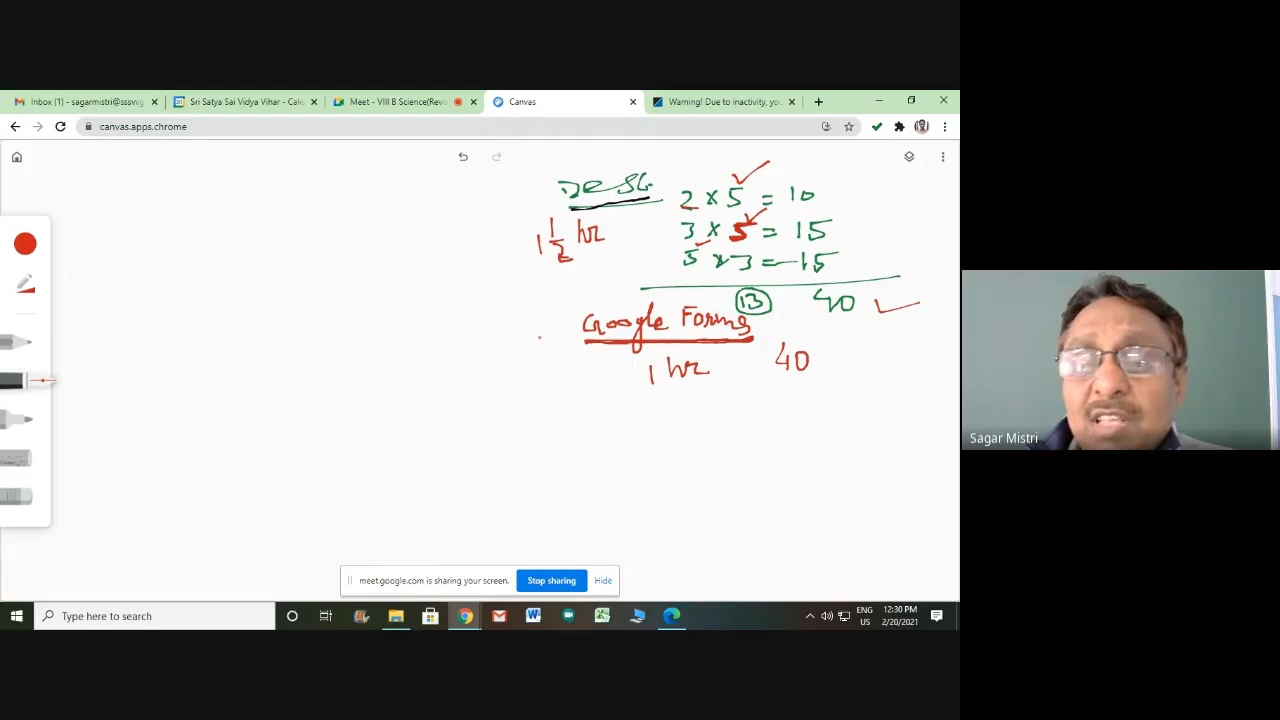 Inbox (1) - sagarmistri@sssvvg
Sri Satya Sai Vidya Vihar - Cale
Meet - VIII B Science(Revis
Canvas
Warning! Due to inactivity, you
canvas.apps.chrome
2 × 5 = 10
1 1/2 hr
3 × 5 = 15
5 × 3 = 15
13 40
Google Forms
1 hr 40
Sagar Mistri
meet.google.com is sharing your screen.
Stop sharing
Hide
Type here to search
ENG
US
12:30 PM
2/20/2021